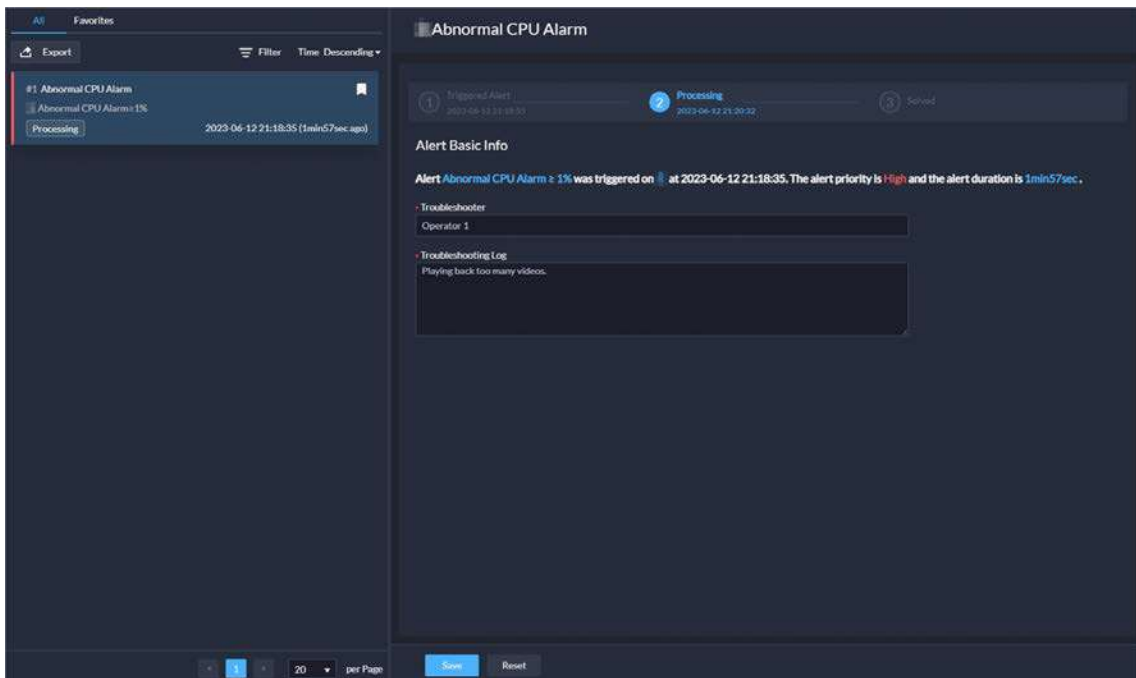 All Favorites
Export Filter Time Descending
#1 Abnormal CPU Alarm
Abnormal CPU Alarm≥1%
Processing 2023-06-12 21:18:35 (1min57sec ago)
1 20 per Page
Abnormal CPU Alarm
1 Triggered Alert
2 Processing
2023-06-12 21:20:32
3 Solved
Alert Basic Info
Alert Abnormal CPU Alarm ≥ 1% was triggered on at 2023-06-12 21:18:35. The alert priority is High and the alert duration is 1min57sec .
Troubleshooter
Operator 1
Troubleshooting Log
Playing back too many videos.
Save Reset